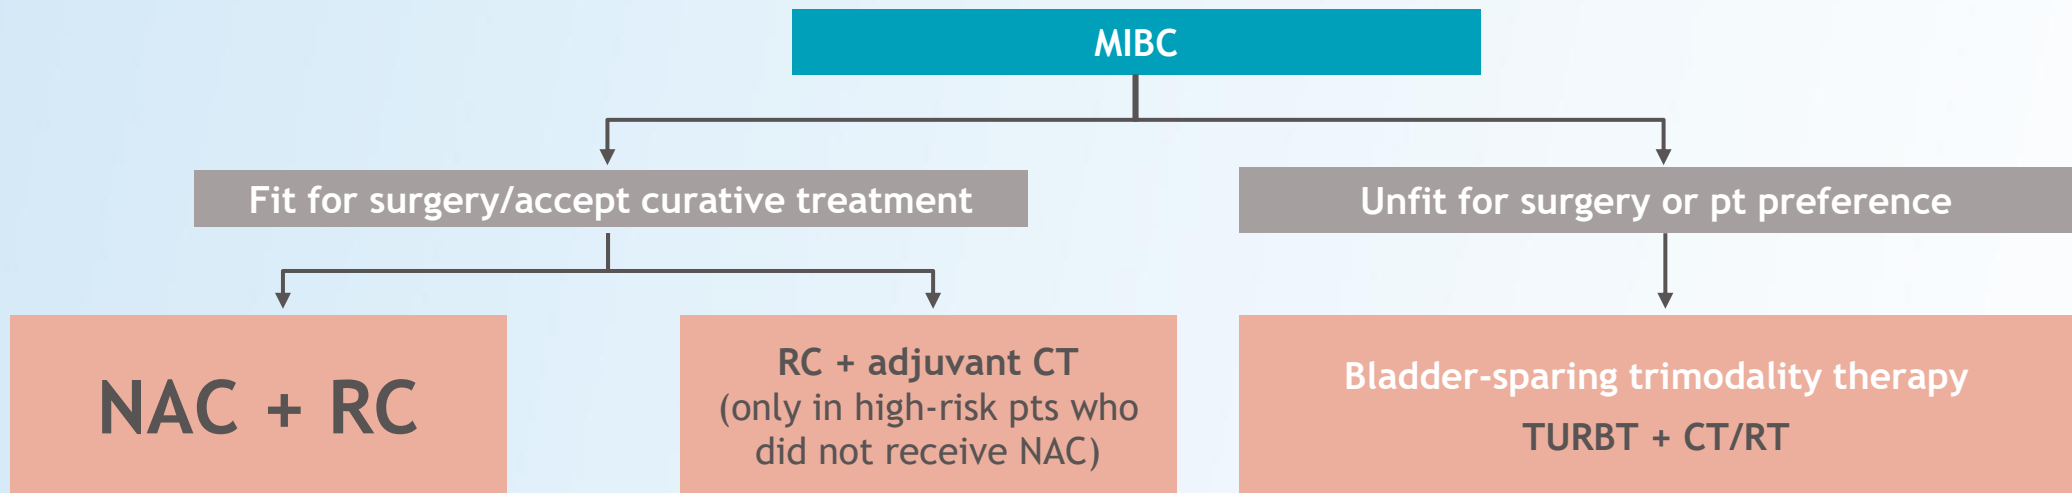 MIBC
Fit for surgery/accept curative treatment
Unfit for surgery or pt preference
NAC + RC
RC + adjuvant CT
(only in high-risk pts who
did not receive NAC)
Bladder-sparing trimodality therapy
TURBT + CT/RT